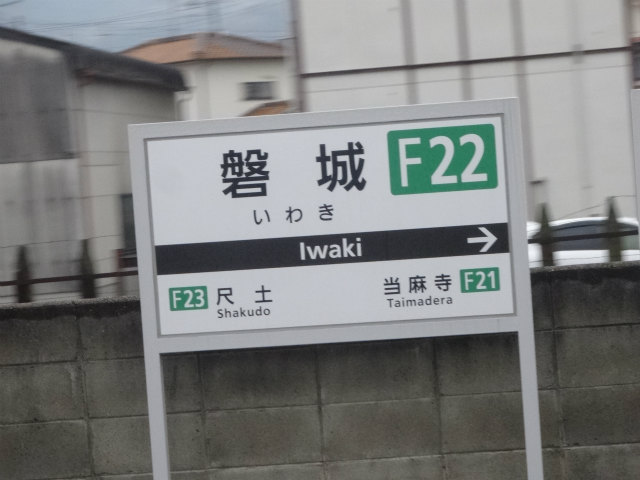 磐城 F22
いわき
Iwaki →
F23 尺土 当麻寺 F21
Shakudo Taimadera